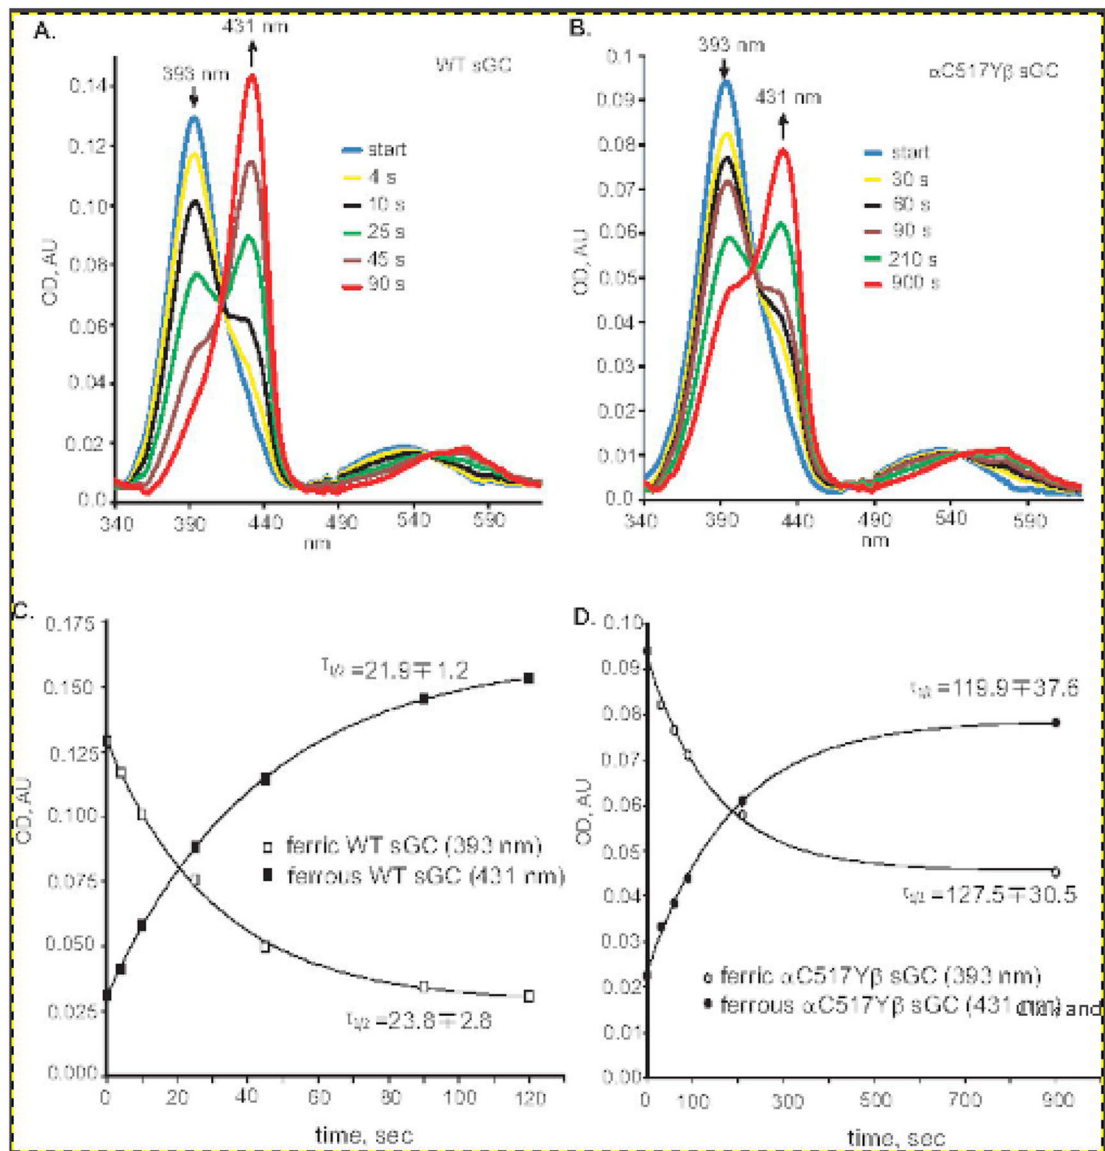 A.
431 nm
393 nm
WT sGC
start
4 s
10 s
25 s
45 s
90 s
OD, AU
0.14
0.12
0.10
0.08
0.06
0.04
0.02
0.0
340 390 440 490 540 590
nm
B.
393 nm
431 nm
αC517Yβ sGC
start
30 s
60 s
90 s
210 s
900 s
OD, AU
0.1
0.09
0.08
0.07
0.06
0.05
0.04
0.03
0.02
0.01
0
340 390 440 490 540 590
nm
C.
OD, AU
0.175
0.150
0.125
0.100
0.075
0.050
0.025
0.000
τ1/2 =21.9∓1.2
ferric WT sGC (393 nm)
ferrous WT sGC (431 nm)
τ1/2 =23.8∓2.8
0 20 40 60 80 100 120
time, sec
D.
OD, AU
0.10
0.09
0.08
0.07
0.06
0.05
0.04
0.03
0.02
0.01
0.00
τ1/2 =119.9∓37.6
τ1/2 =127.5∓30.5
ferric αC517Yβ sGC (393 nm)
ferrous αC517Yβ sGC (431 nm)
and
0 100 300 500 700 900
time, sec